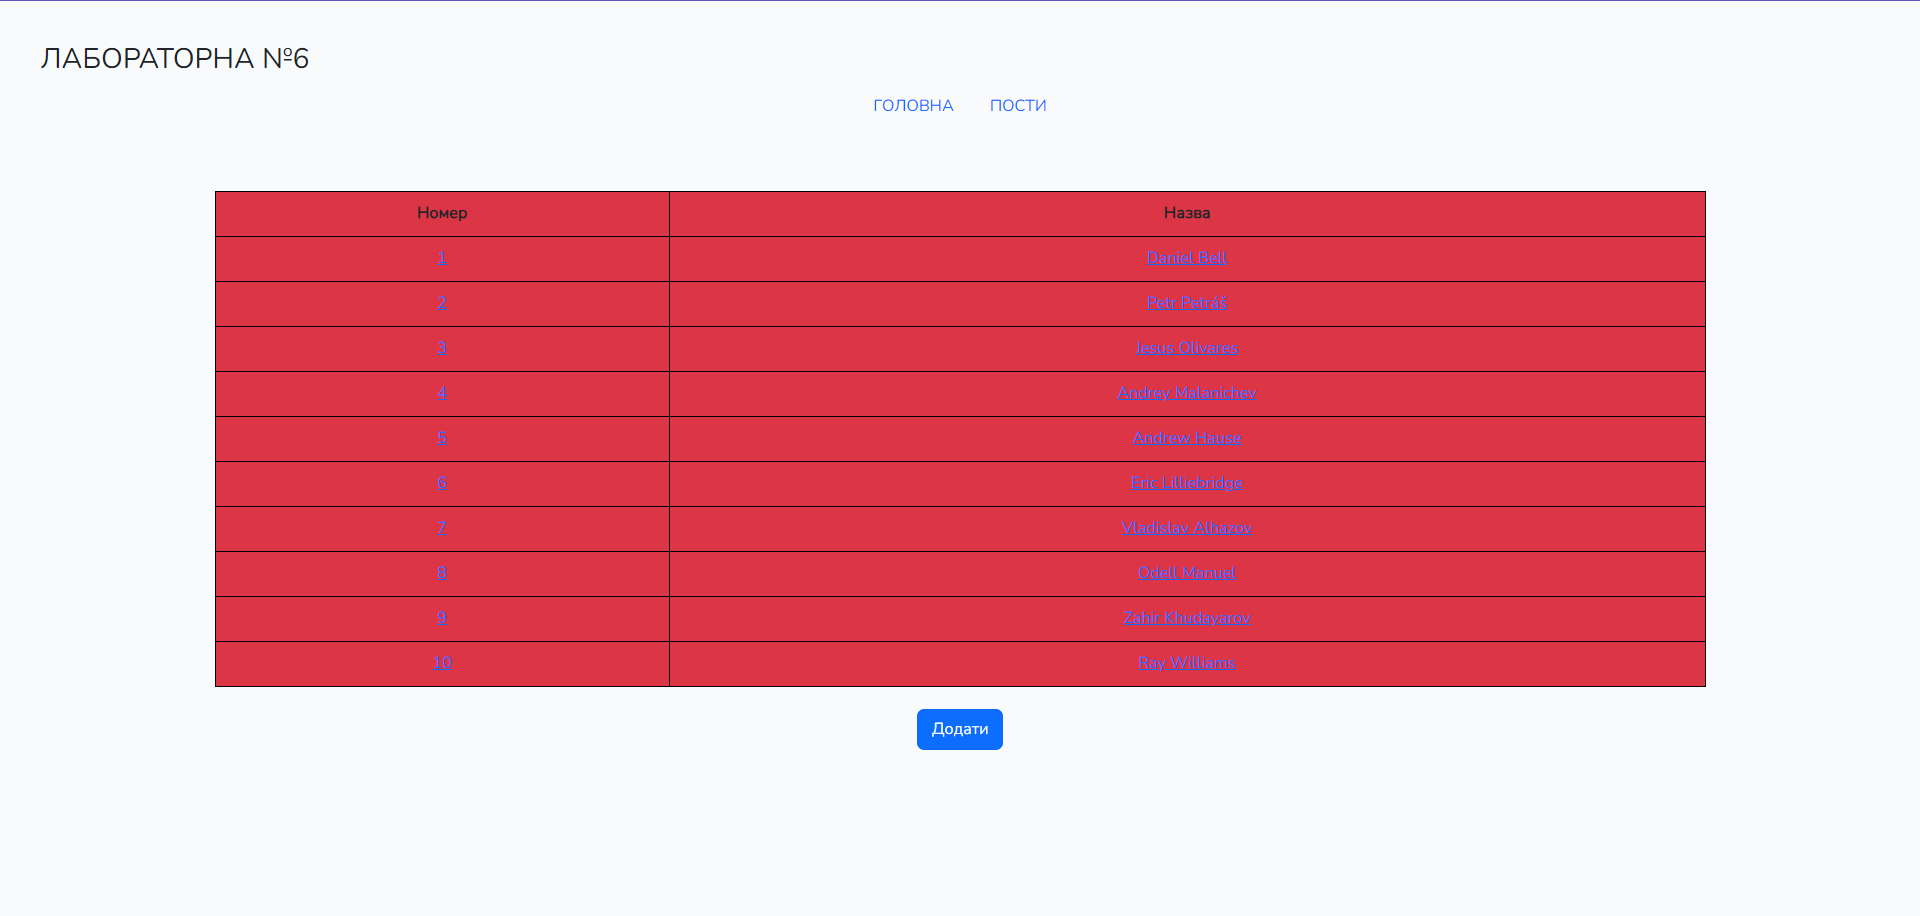 ЛАБОРАТОРНА №6
ГОЛОВНА ПОСТИ
Номер Назва
1 Daniel Bell
2 Petr Petráš
3 Jesus Olivares
4 Andrey Malanichev
5 Andrew Hause
6 Eric Lilliebridge
7 Vladislav Alhazov
8 Odell Manuel
9 Zahir Khudayarov
10 Ray Williams
Додати